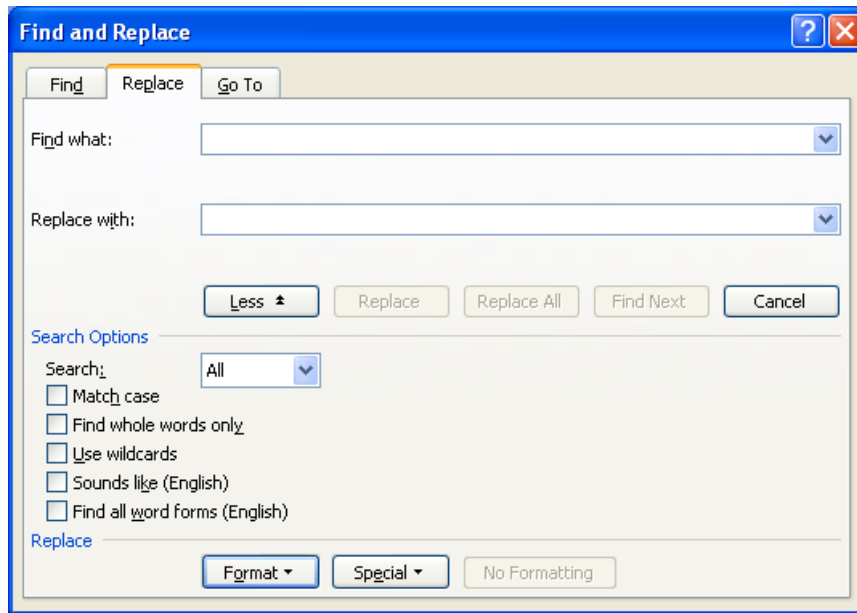 Find and Replace
Find Replace Go To
Find what:
Replace with:
Less Replace Replace All Find Next Cancel
Search Options
Search: All
Match case
Find whole words only
Use wildcards
Sounds like (English)
Find all word forms (English)
Replace
Format Special No Formatting